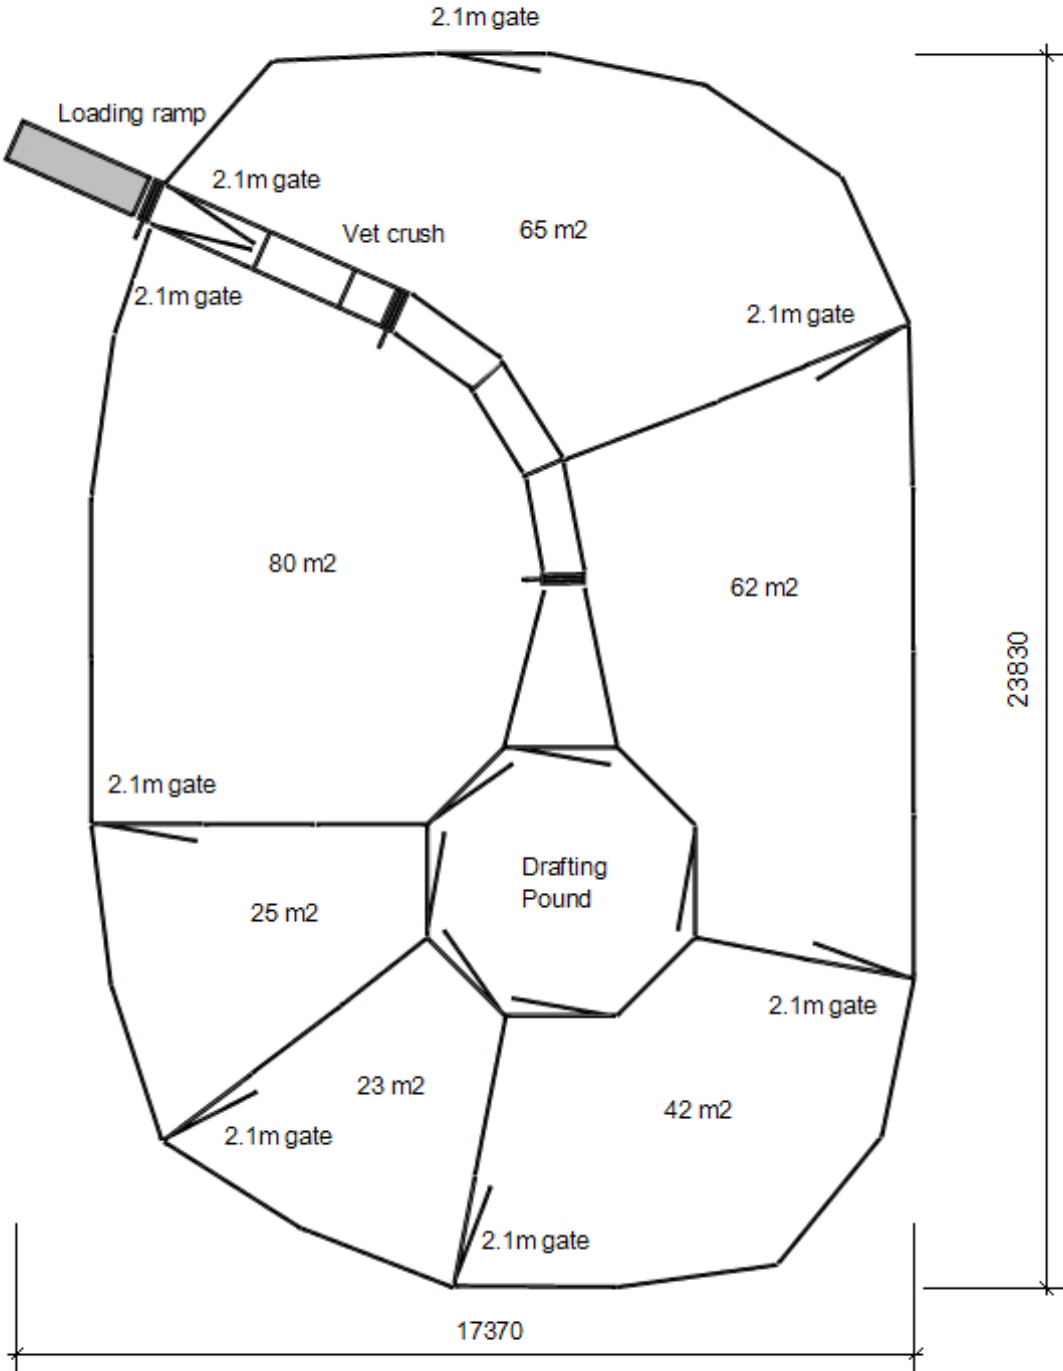 2.1m gate
Loading ramp
2.1m gate
Vet crush
65 m2
2.1m gate
2.1m gate
80 m2
62 m2
23830
2.1m gate
Drafting
Pound
25 m2
2.1m gate
23 m2
42 m2
2.1m gate
2.1m gate
17370